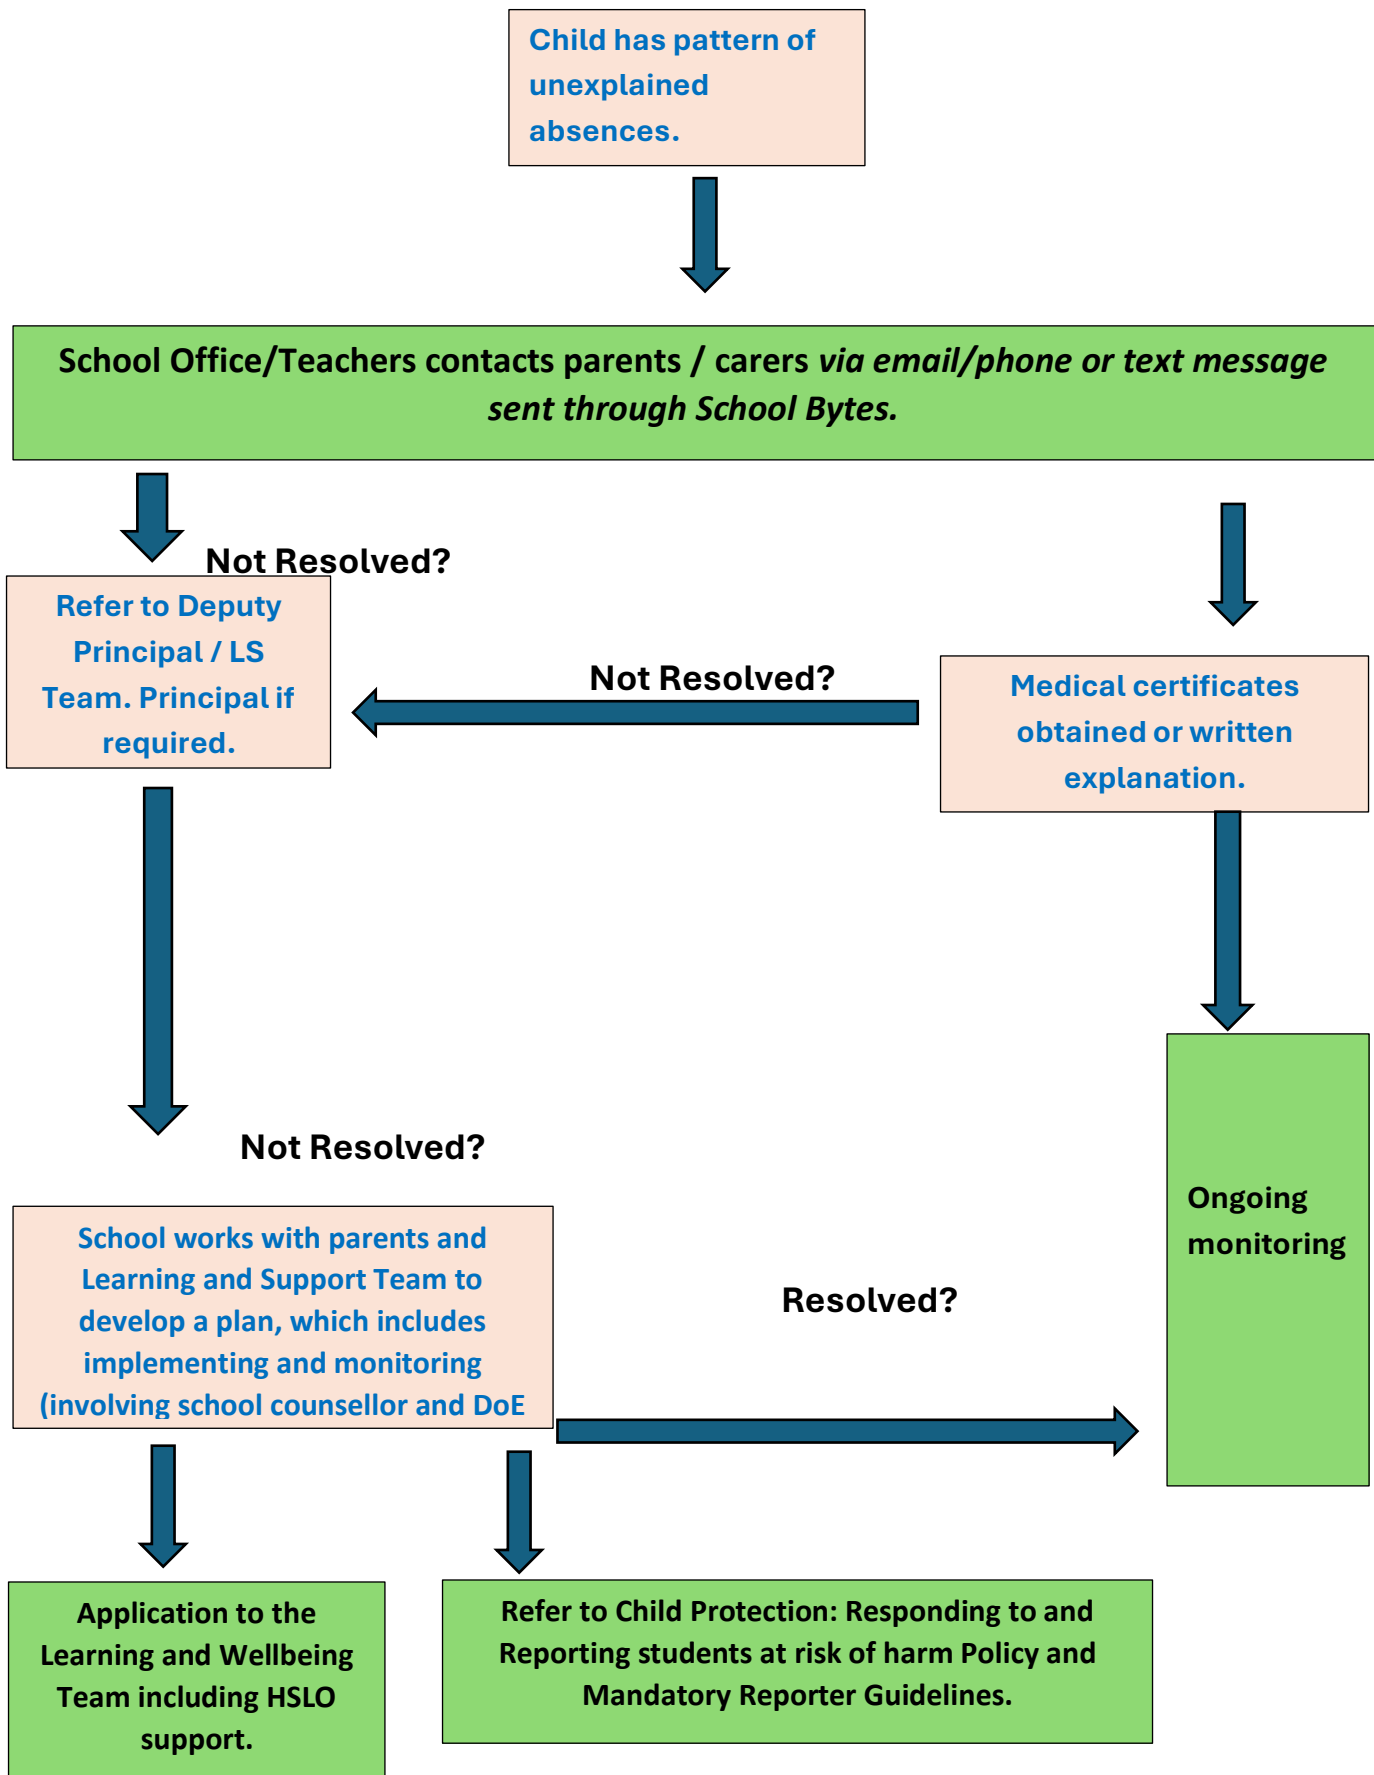 Child has pattern of
unexplained
absences.
School Office/Teachers contacts parents / carers via email/phone or text message
sent through School Bytes.
Not Resolved?
Refer to Deputy
Principal / LS
Team. Principal if
required.
Not Resolved?
Medical certificates
obtained or written
explanation.
Not Resolved?
School works with parents and
Learning and Support Team to
develop a plan, which includes
implementing and monitoring
(involving school counsellor and DoE
Resolved?
Ongoing
monitoring
Application to the
Learning and Wellbeing
Team including HSLO
support.
Refer to Child Protection: Responding to and
Reporting students at risk of harm Policy and
Mandatory Reporter Guidelines.